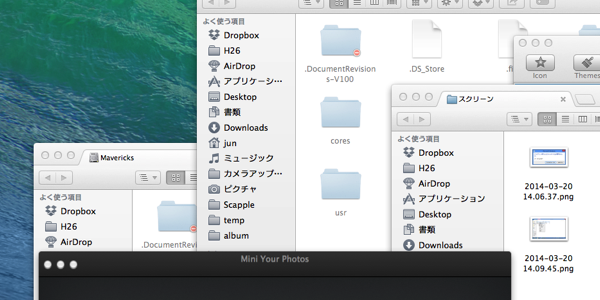 よく使う項目
Dropbox
H26
AirDrop
アプリケーシ…
Desktop
書類
Downloads
jun
ミュージック
カメラアップ…
ピクチャ
Scapple
temp
album
.DocumentRevision
s-V100
.DS_Store
cores
usr
Icon
Themes
スクリーン
よく使う項目
Dropbox
H26
AirDrop
アプリケーション
Desktop
書類
Downloads
2014-03-20
14.06.37.png
2014-03-20
14.09.45.png
Mavericks
よく使う項目
Dropbox
H26
AirDrop
.DocumentRevis
Mini Your Photos